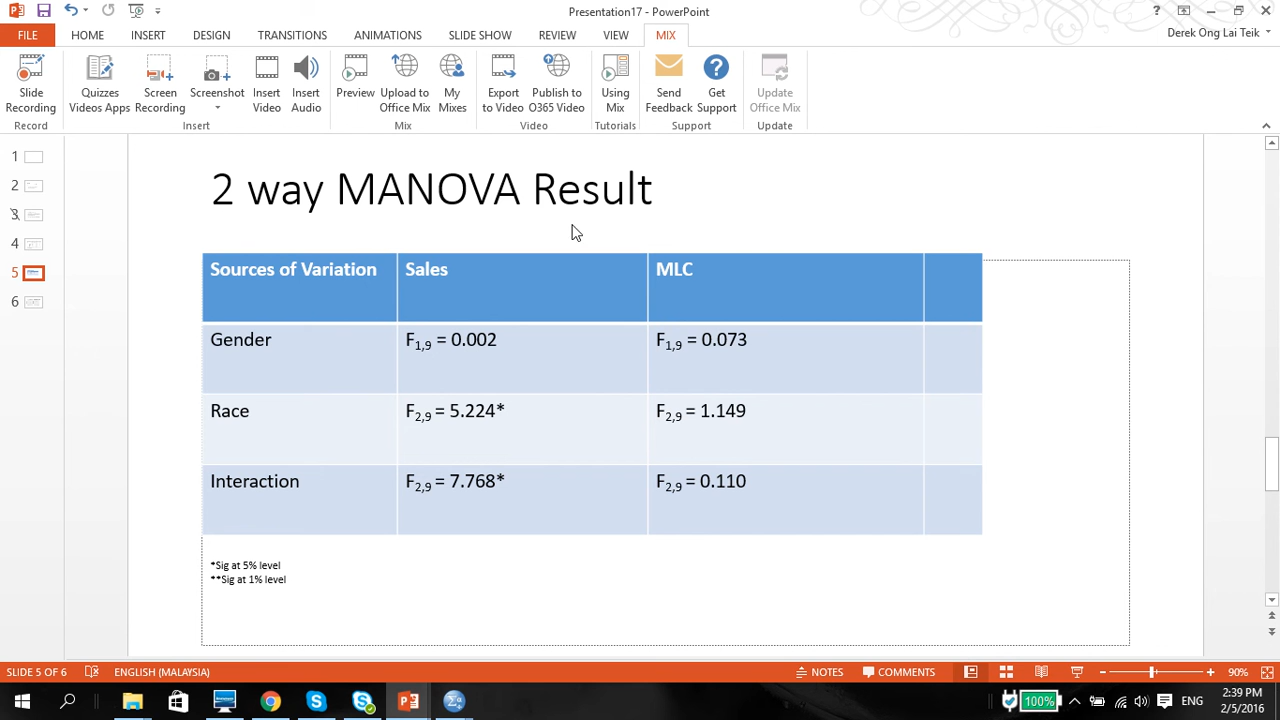 Presentation17 - PowerPoint
?
FILE
HOME
INSERT
DESIGN
TRANSITIONS
ANIMATIONS
SLIDE SHOW
REVIEW
VIEW
MIX
Derek Ong Lai Teik
Slide Recording
Quizzes Videos Apps
Screen Recording
Screenshot
Insert Video
Insert Audio
Preview
Upload to Office Mix
My Mixes
Export to Video
Publish to O365 Video
Using Mix
Send Feedback
Get Support
Update Office Mix
Record
Insert
Mix
Video
Tutorials
Support
Update
1
2
3
4
5
6
2 way MANOVA Result
Sources of Variation Sales MLC
Gender F1,9 = 0.002 F1,9 = 0.073
Race F2,9 = 5.224* F2,9 = 1.149
Interaction F2,9 = 7.768* F2,9 = 0.110
*Sig at 5% level
**Sig at 1% level
SLIDE 5 OF 6 ENGLISH (MALAYSIA) NOTES COMMENTS 90%
100% ENG 2:39 PM
2/5/2016